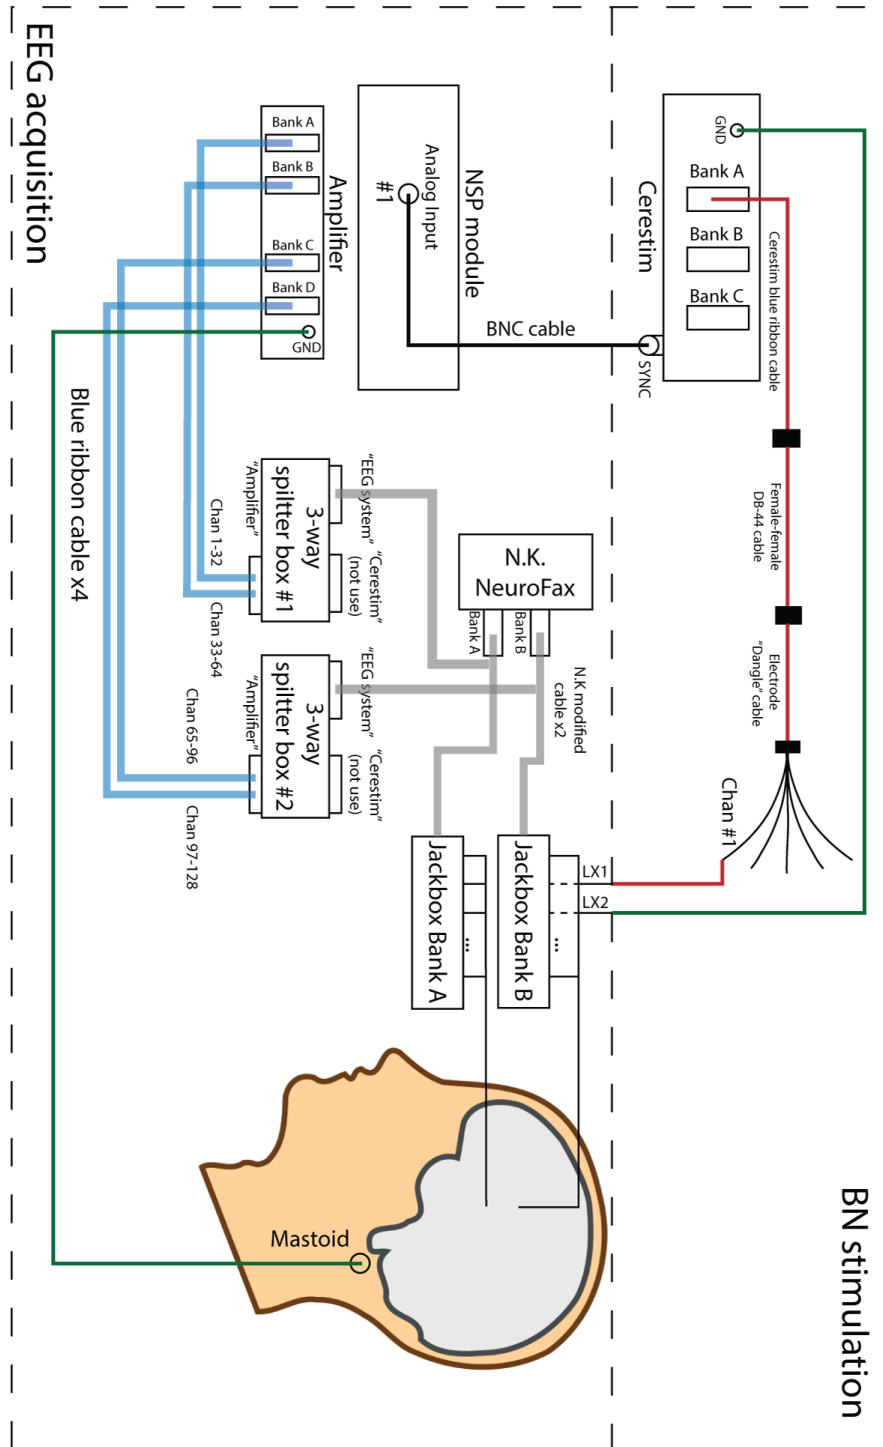 EEG acquisition
BN stimulation
Bank A
Bank B
Bank C
Bank D
GND
Amplifier
Analog Input
#1
NSP module
BNC cable
GND
Bank A
Bank B
Bank C
Cerestim
SYNC
Cerestim blue ribbon cable
Female-female
DB-44 cable
Electrode
"Dangle" cable
Chan #1
Blue ribbon cable x4
Chan 1-32
Chan 33-64
"Amplifier"
3-way
spiltter box #1
"EEG system"
"Cerestim"
(not use)
Chan 65-96
Chan 97-128
"Amplifier"
3-way
spiltter box #2
"EEG system"
"Cerestim"
(not use)
N.K.
NeuroFax
Bank A
Bank B
N.K modified
cable x2
Jackbox Bank A
...
Jackbox Bank B
...
LX1
LX2
Mastoid